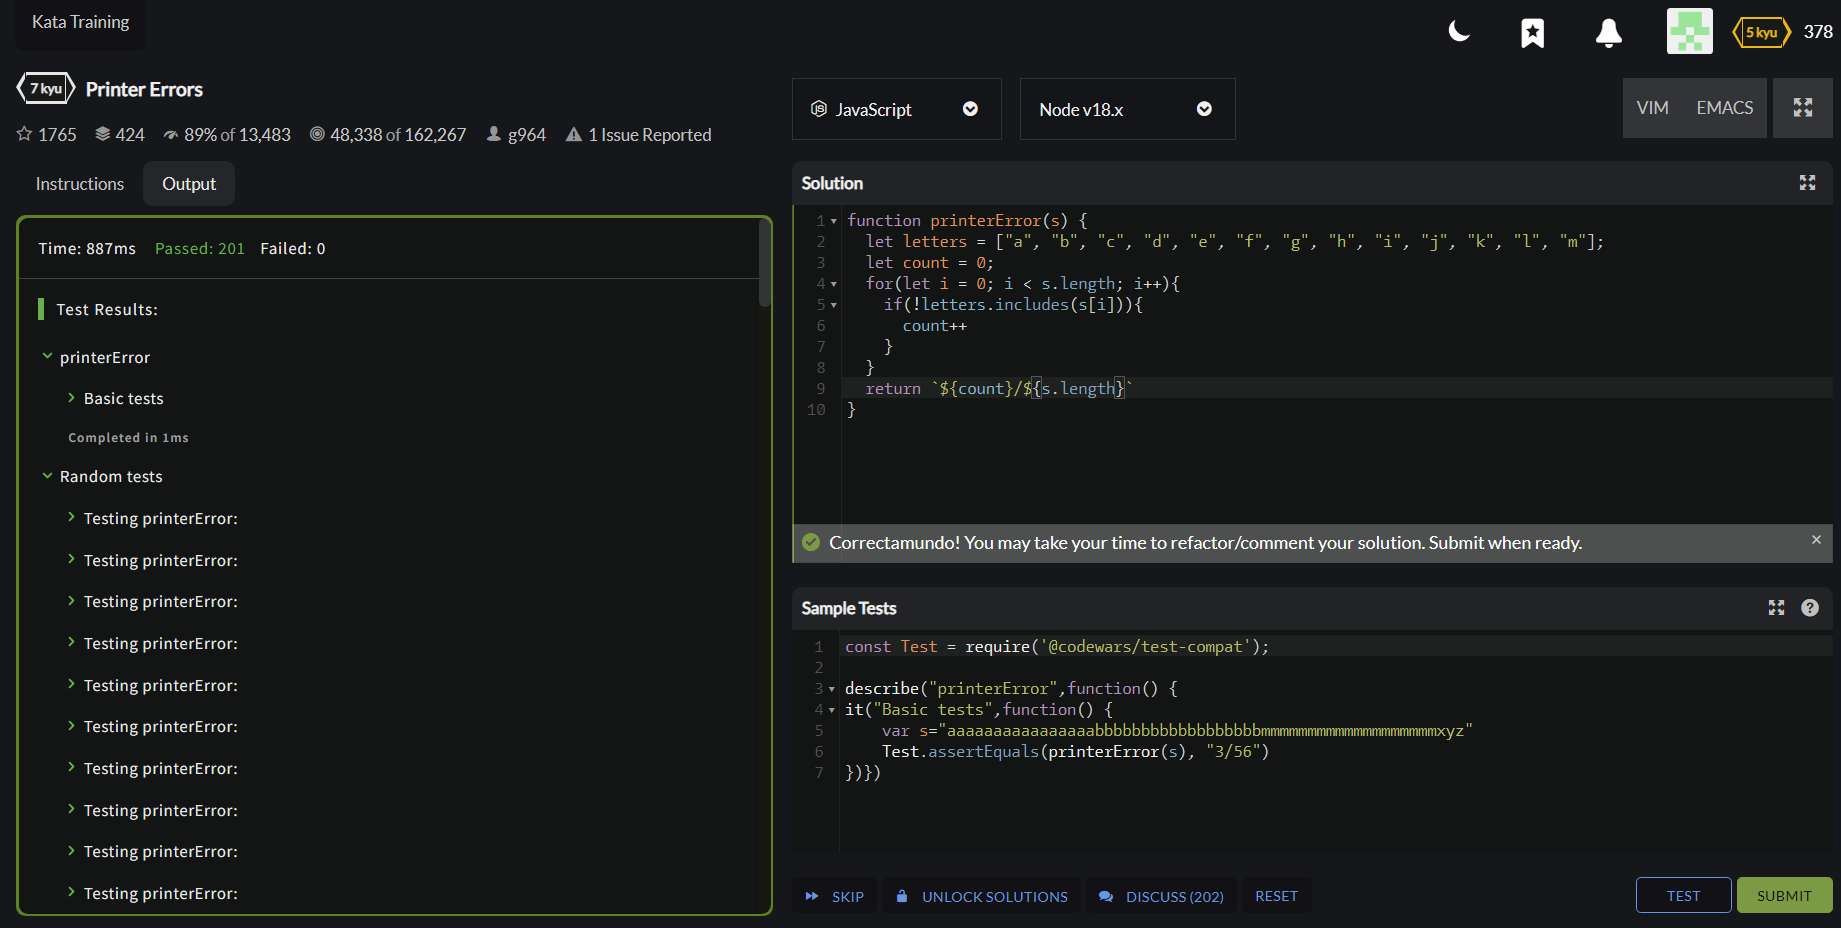 Kata Training
5 kyu 378
7 kyu Printer Errors
1765 424 89% of 13,483 48,338 of 162,267 g964 1 Issue Reported
Instructions Output
Time: 887ms Passed: 201 Failed: 0
Test Results:
printerError
Basic tests
Completed in 1ms
Random tests
Testing printerError:
Testing printerError:
Testing printerError:
Testing printerError:
Testing printerError:
Testing printerError:
Testing printerError:
Testing printerError:
Testing printerError:
Testing printerError:
JS JavaScript Node v18.x VIM EMACS
Solution
1 function printerError(s) {
2 let letters = ["a", "b", "c", "d", "e", "f", "g", "h", "i", "j", "k", "l", "m"];
3 let count = 0;
4 for(let i = 0; i < s.length; i++){
5 if(!letters.includes(s[i])){
6 count++
7 }
8 }
9 return `${count}/${s.length}`
10 }
Correctamundo! You may take your time to refactor/comment your solution. Submit when ready. ×
Sample Tests ?
1 const Test = require('@codewars/test-compat');
2
3 describe("printerError",function() {
4 it("Basic tests",function() {
5 var s="aaaaaaaaaaaaaaaabbbbbbbbbbbbbbbbbbmmmmmmmmmmmmmmmmmmmxyz"
6 Test.assertEquals(printerError(s), "3/56")
7 })})
SKIP UNLOCK SOLUTIONS DISCUSS (202) RESET TEST SUBMIT